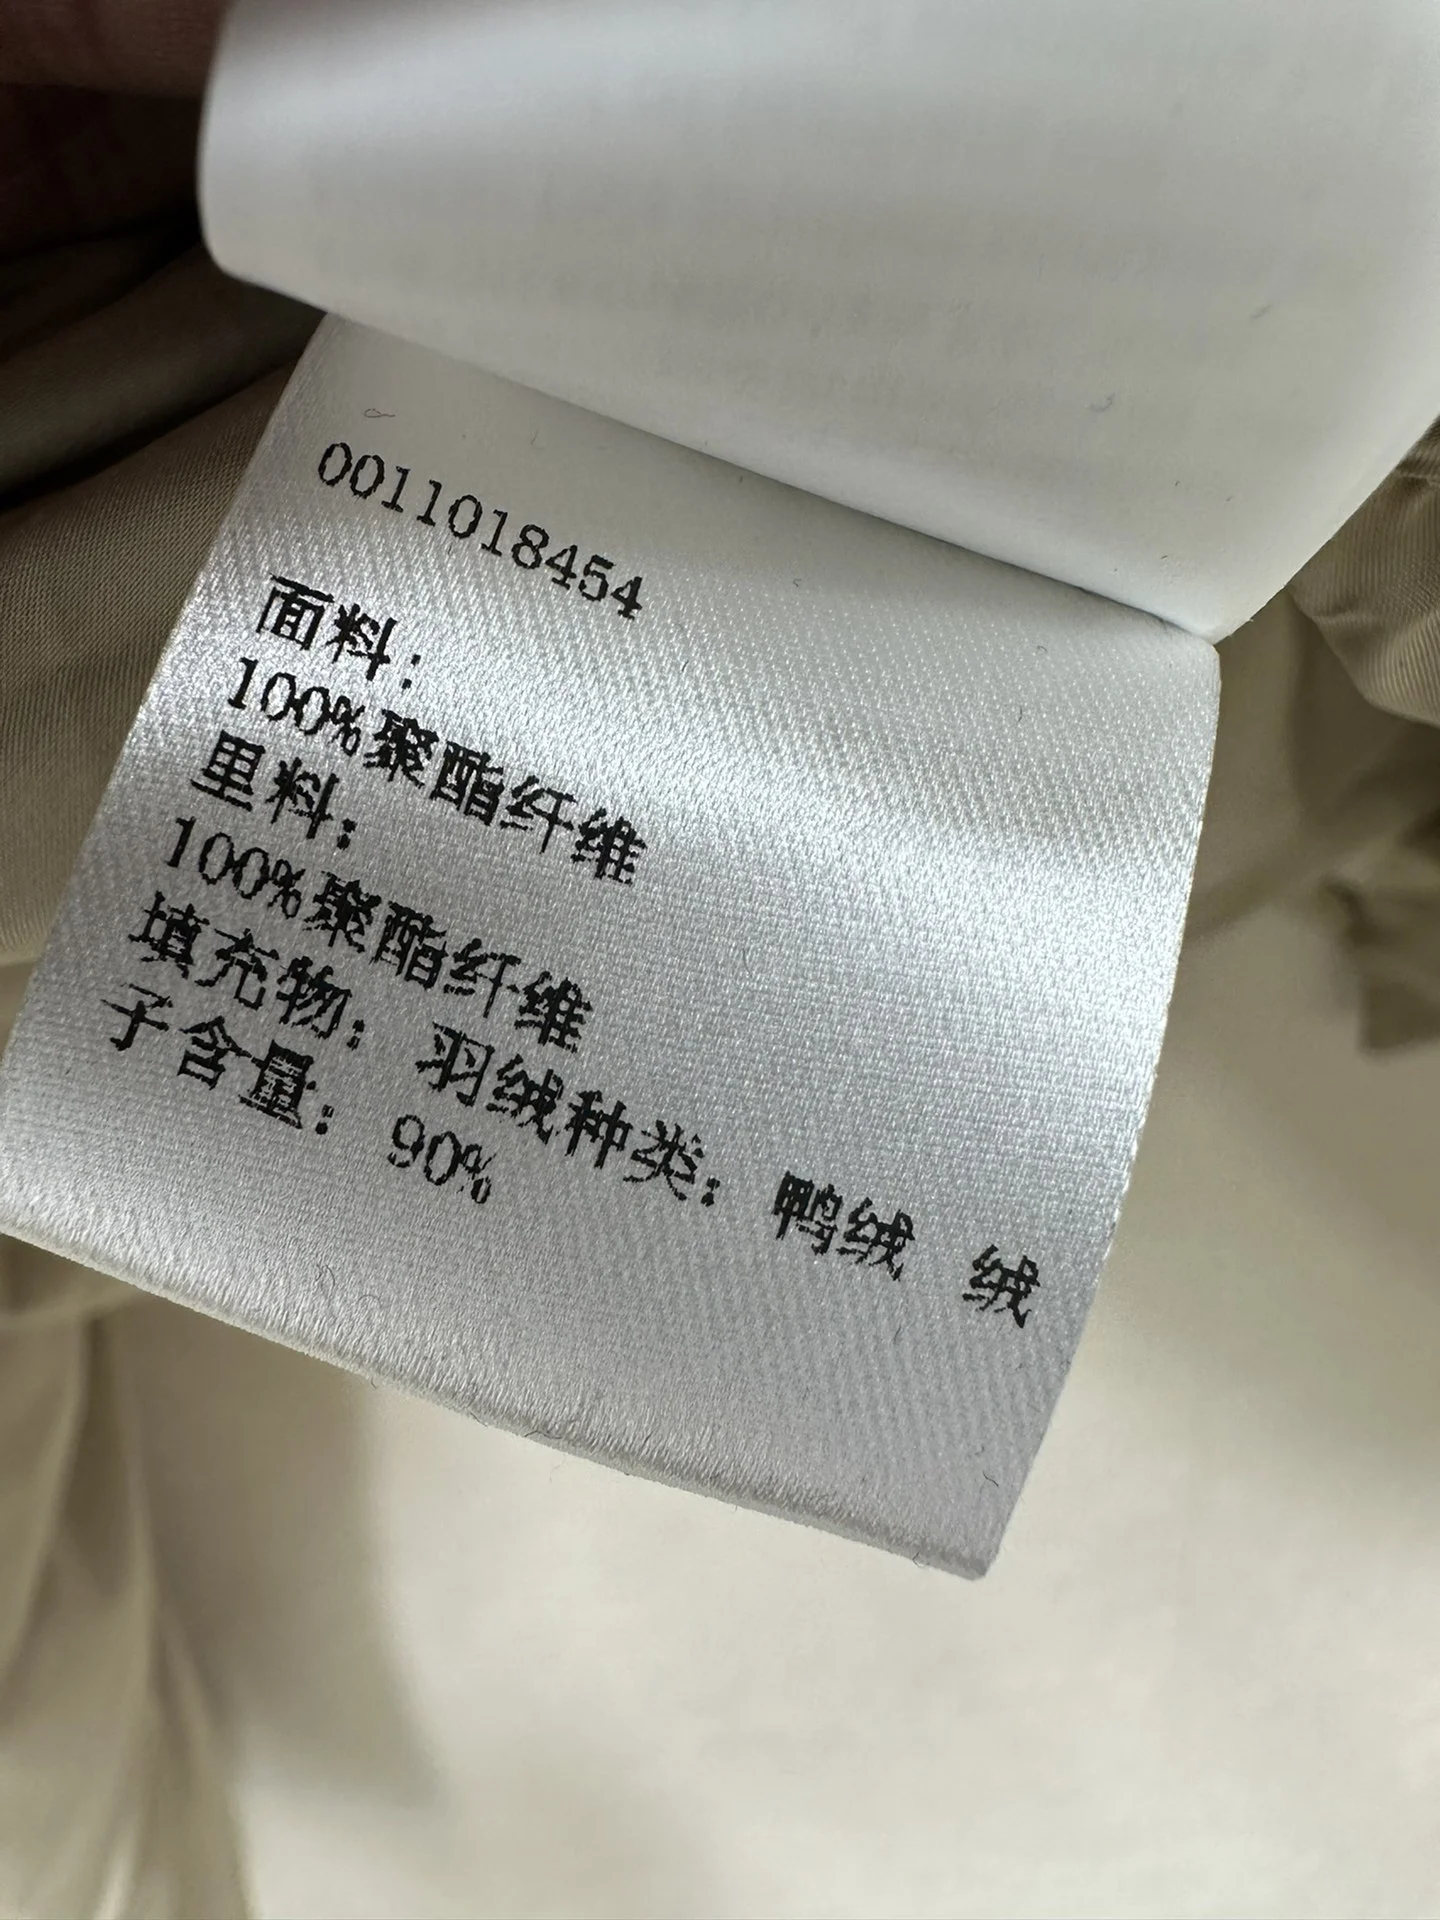 0011018454
面料：
100%聚酯纤维
里料：
100%聚酯纤维
填充物：羽绒种类：鸭绒 绒
子含量：90%